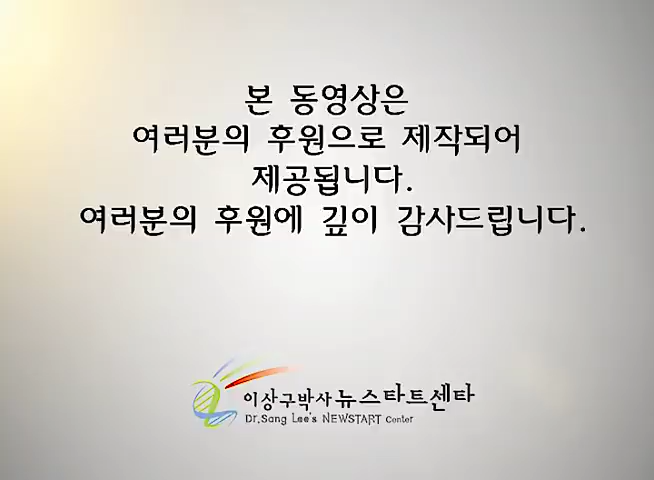 본 동영상은
여러분의 후원으로 제작되어
제공됩니다.
여러분의 후원에 깊이 감사드립니다.
이상구박사 뉴스타트센타
Dr.Sang Lee's NEWSTART Center